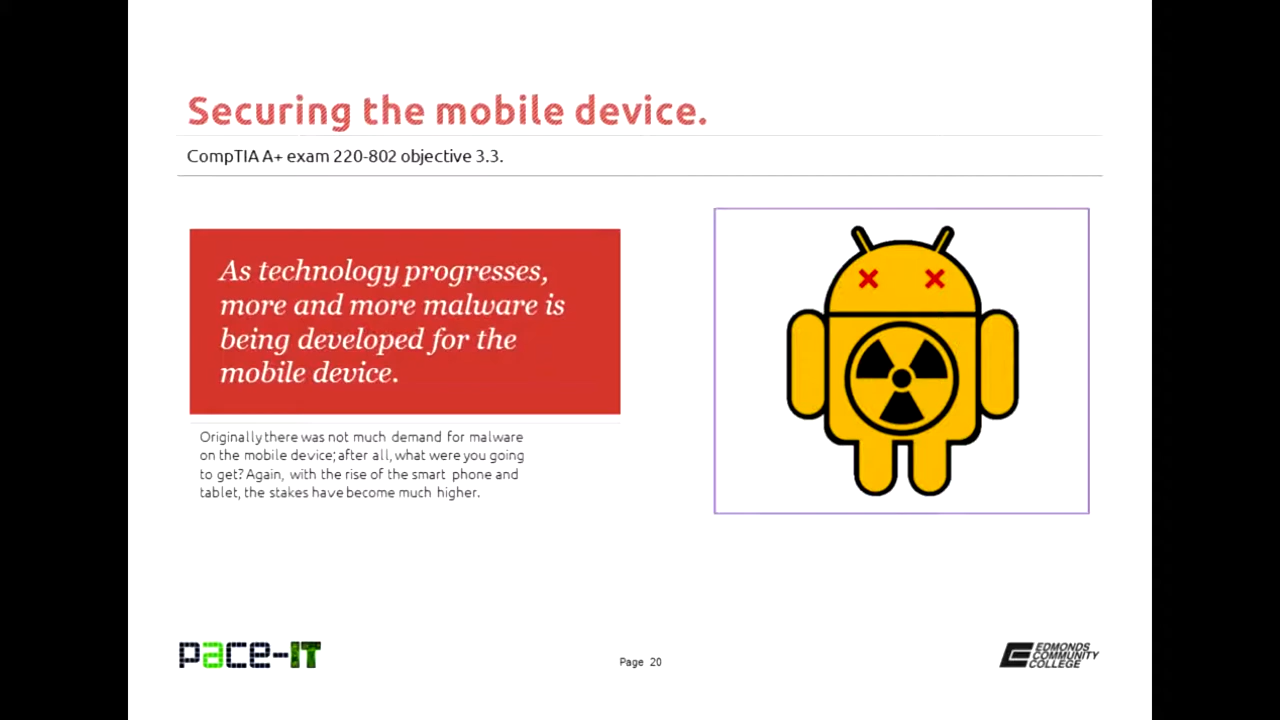 Securing the mobile device.
CompTIA A+ exam 220-802 objective 3.3.
As technology progresses,
more and more malware is
being developed for the
mobile device.
Originally there was not much demand for malware
on the mobile device; after all, what were you going
to get? Again, with the rise of the smart phone and
tablet, the stakes have become much higher.
pace-IT
Page 20
EDMONDS
COMMUNITY
COLLEGE